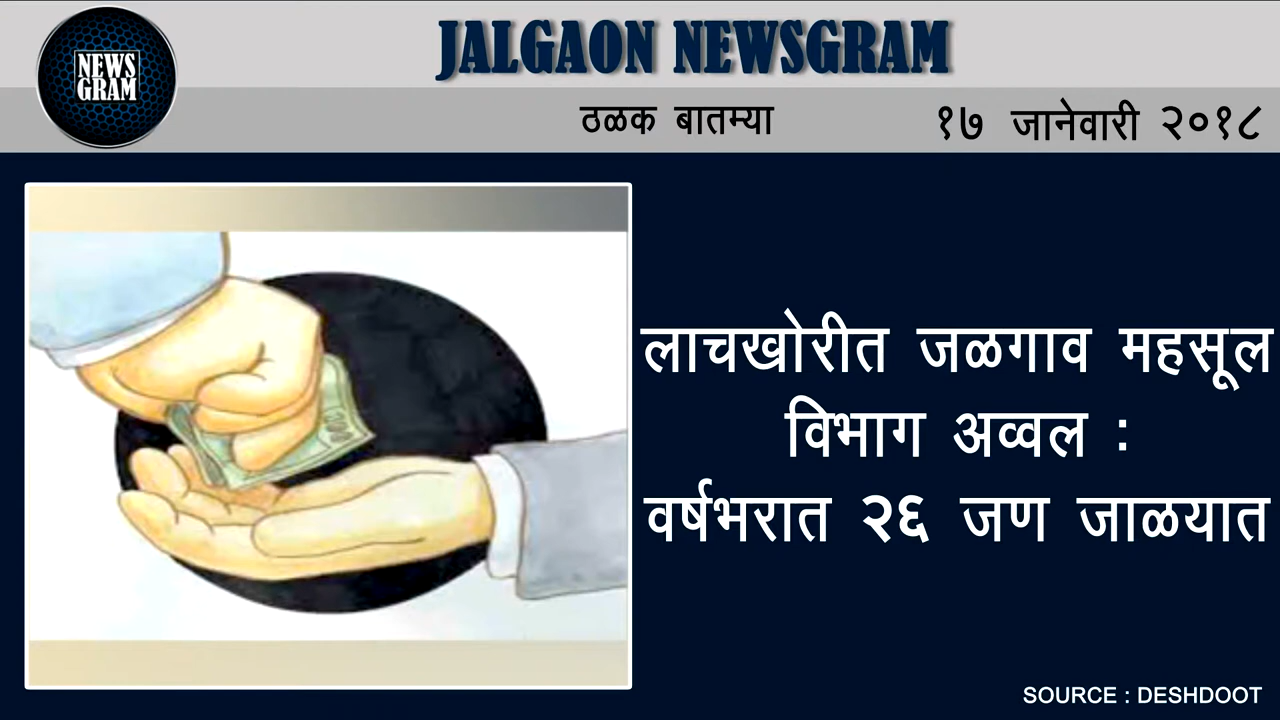 NEWS
GRAM
JALGAON NEWSGRAM
ठळक बातम्या
१७ जानेवारी २०१८
लाचखोरीत जळगाव महसूल
विभाग अव्वल :
वर्षभरात २६ जण जाळयात
100
SOURCE : DESHDOOT